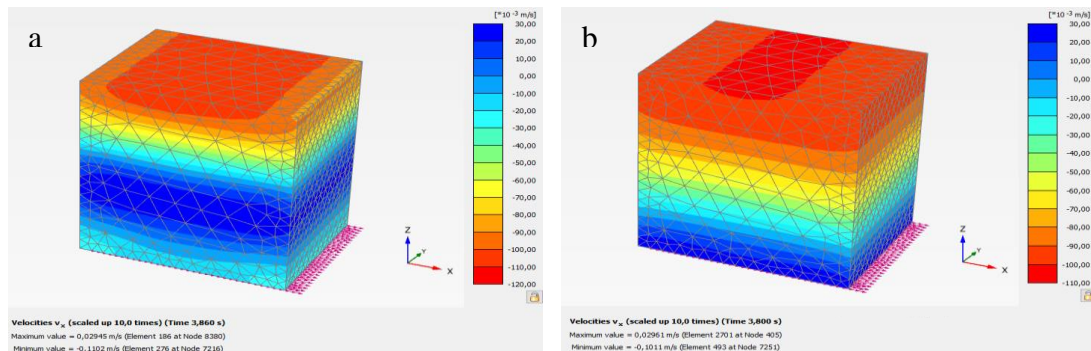 a
[*10⁻³ m/s]
30,00
20,00
10,00
0,00
-10,00
-20,00
-30,00
-40,00
-50,00
-60,00
-70,00
-80,00
-90,00
-100,00
-110,00
-120,00
Z
Y
X
Velocities vₓ (scaled up 10,0 times) (Time 3,860 s)
Maximum value = 0,02945 m/s (Element 186 at Node 8380)
Minimum value = -0,1102 m/s (Element 276 at Node 7216)
b
[*10⁻³ m/s]
30,00
20,00
10,00
0,00
-10,00
-20,00
-30,00
-40,00
-50,00
-60,00
-70,00
-80,00
-90,00
-100,00
-110,00
Z
Y
X
Velocities vₓ (scaled up 10,0 times) (Time 3,800 s)
Maximum value = 0,02961 m/s (Element 2701 at Node 405)
Minimum value = -0,1011 m/s (Element 493 at Node 7251)